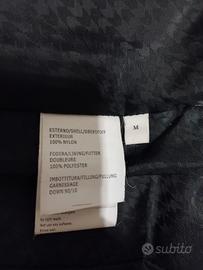 ESTERNO/SHELL/OBERSTOFF
EXTERIEUR
100% NYLON
FODERA/LINING/FUTTER
DOUBLEURE
100% POLYESTER
IMBOTTITURA/FILLING/FULLUNG
GARNISSAGE
DOWN 90/10
M
subito